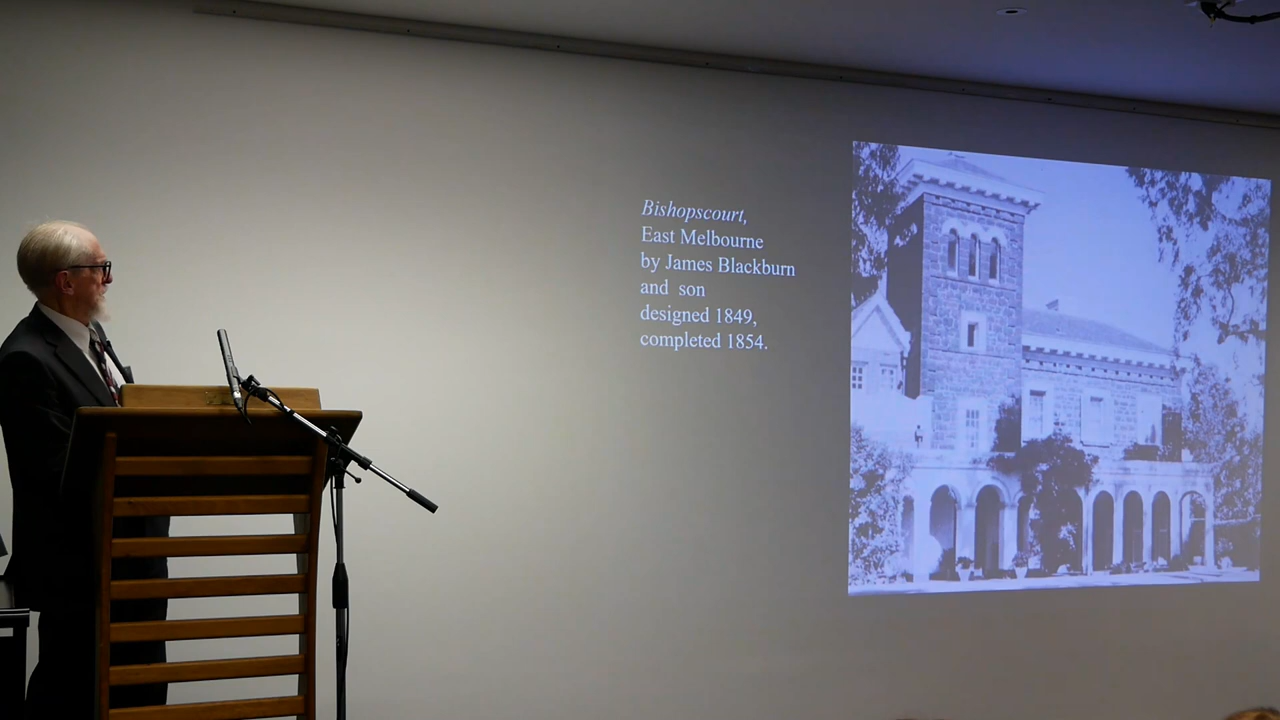 Bishopscourt,
East Melbourne
by James Blackburn
and son
designed 1849,
completed 1854.